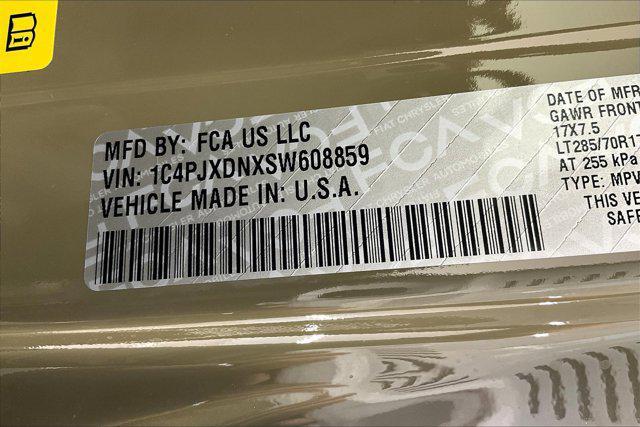 MFD BY: FCA US LLC
VIN: 1C4PJXDNXSW608859
VEHICLE MADE IN: U.S.A.
DATE OF MFR
GAWR FRONT
17X7.5
LT285/70R17
AT 255 kPa
TYPE: MPV
THIS VE
SAFE